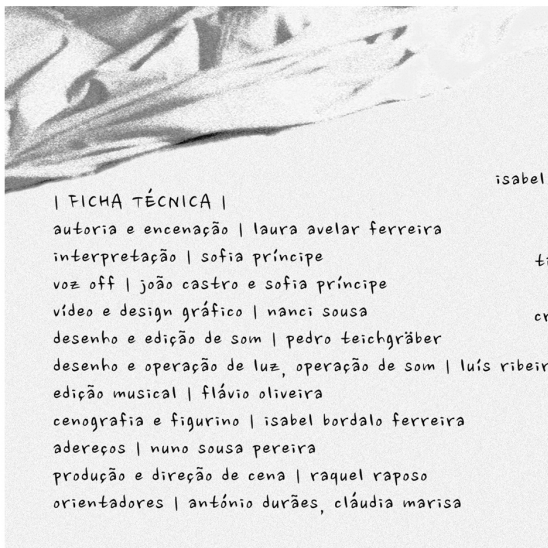 isabel
| FICHA TÉCNICA |
autoria e encenação | laura avelar ferreira
interpretação | sofia príncipe
voz off | joão castro e sofia príncipe
vídeo e design gráfico | nanci sousa
desenho e edição de som | pedro teichgräber
desenho e operação de luz, operação de som | luís
edição musical | flávio oliveira
cenografia e figurino | isabel bordalo ferreira
adereços | nuno sousa pereira
produção e direção de cena | raquel raposo
orientadores | antónio durães, cláudia marisa